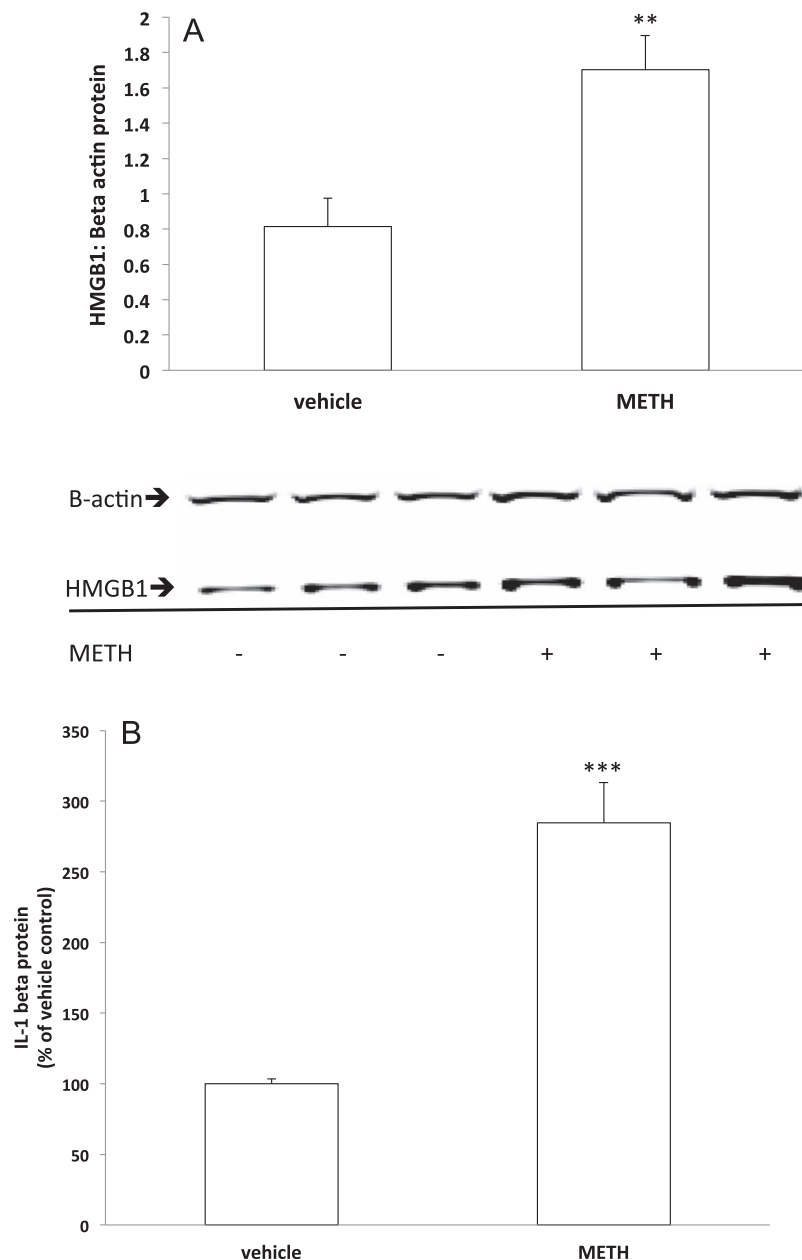 A
HMGB1: Beta actin protein
2
1.8
1.6
1.4
1.2
1
0.8
0.6
0.4
0.2
0
**
vehicle METH
B-actin➔
HMGB1➔
METH - - - + + +
B
IL-1 beta protein
(% of vehicle control)
350
300
250
200
150
100
50
0
***
vehicle METH